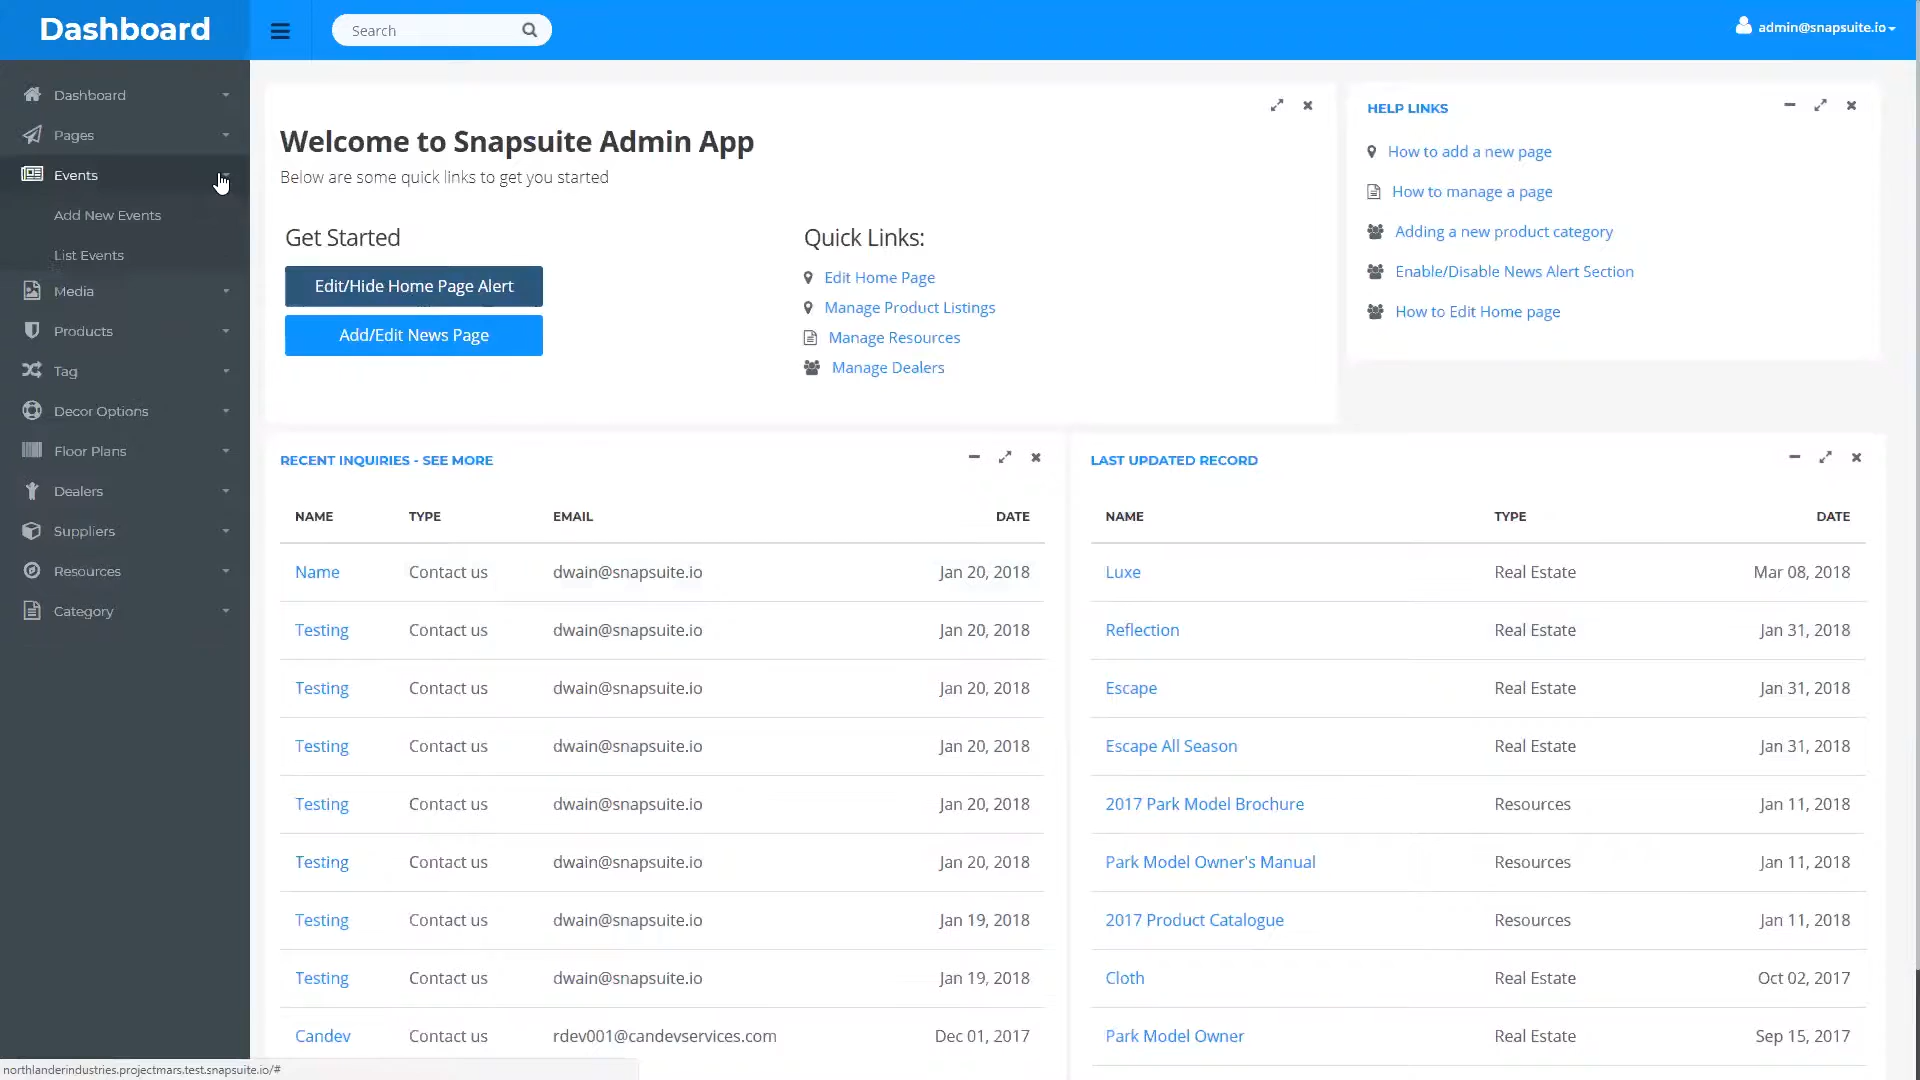 Dashboard
Search
admin@snapsuite.io
Dashboard
Pages
Events
Add New Events
List Events
Media
Products
Tag
Decor Options
Floor Plans
Dealers
Suppliers
Resources
Category
Welcome to Snapsuite Admin App
Below are some quick links to get you started
Get Started
Edit/Hide Home Page Alert
Add/Edit News Page
Quick Links:
Edit Home Page
Manage Product Listings
Manage Resources
Manage Dealers
HELP LINKS
How to add a new page
How to manage a page
Adding a new product category
Enable/Disable News Alert Section
How to Edit Home page
RECENT INQUIRIES - SEE MORE
NAME TYPE EMAIL DATE
Name Contact us dwain@snapsuite.io Jan 20, 2018
Testing Contact us dwain@snapsuite.io Jan 20, 2018
Testing Contact us dwain@snapsuite.io Jan 20, 2018
Testing Contact us dwain@snapsuite.io Jan 20, 2018
Testing Contact us dwain@snapsuite.io Jan 20, 2018
Testing Contact us dwain@snapsuite.io Jan 20, 2018
Testing Contact us dwain@snapsuite.io Jan 19, 2018
Testing Contact us dwain@snapsuite.io Jan 19, 2018
Candev Contact us rdev001@candevservices.com Dec 01, 2017
LAST UPDATED RECORD
NAME TYPE DATE
Luxe Real Estate Mar 08, 2018
Reflection Real Estate Jan 31, 2018
Escape Real Estate Jan 31, 2018
Escape All Season Real Estate Jan 31, 2018
2017 Park Model Brochure Resources Jan 11, 2018
Park Model Owner's Manual Resources Jan 11, 2018
2017 Product Catalogue Resources Jan 11, 2018
Cloth Real Estate Oct 02, 2017
Park Model Owner Real Estate Sep 15, 2017
northlanderindustries.projectmars.test.snapsuite.io/#